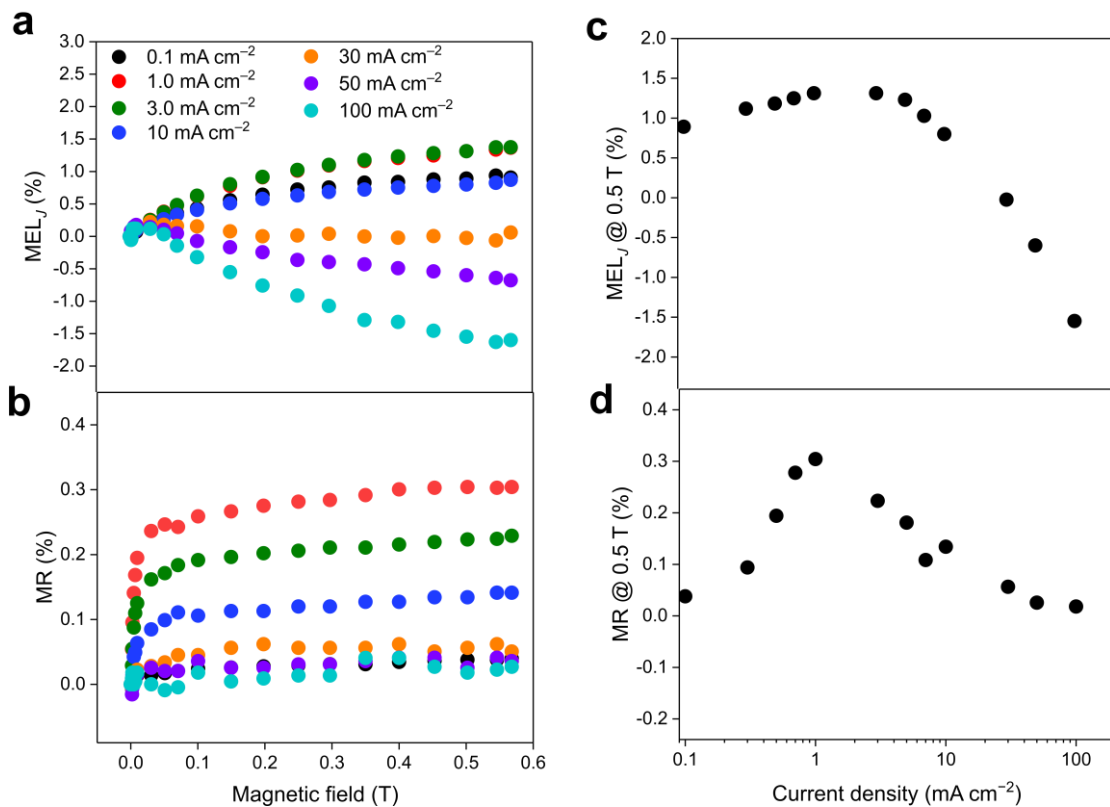 a
3.0
2.5
2.0
1.5
1.0
0.5
0.0
-0.5
-1.0
-1.5
-2.0
MEL_J (%)
0.1 mA cm⁻²
1.0 mA cm⁻²
3.0 mA cm⁻²
10 mA cm⁻²
30 mA cm⁻²
50 mA cm⁻²
100 mA cm⁻²
b
0.4
0.3
0.2
0.1
0.0
MR (%)
0.0 0.1 0.2 0.3 0.4 0.5 0.6
Magnetic field (T)
c
2.0
1.5
1.0
0.5
0.0
-0.5
-1.0
-1.5
-2.0
MEL_J @ 0.5 T (%)
d
0.4
0.3
0.2
0.1
0.0
-0.1
-0.2
MR @ 0.5 T (%)
0.1 1 10 100
Current density (mA cm⁻²)